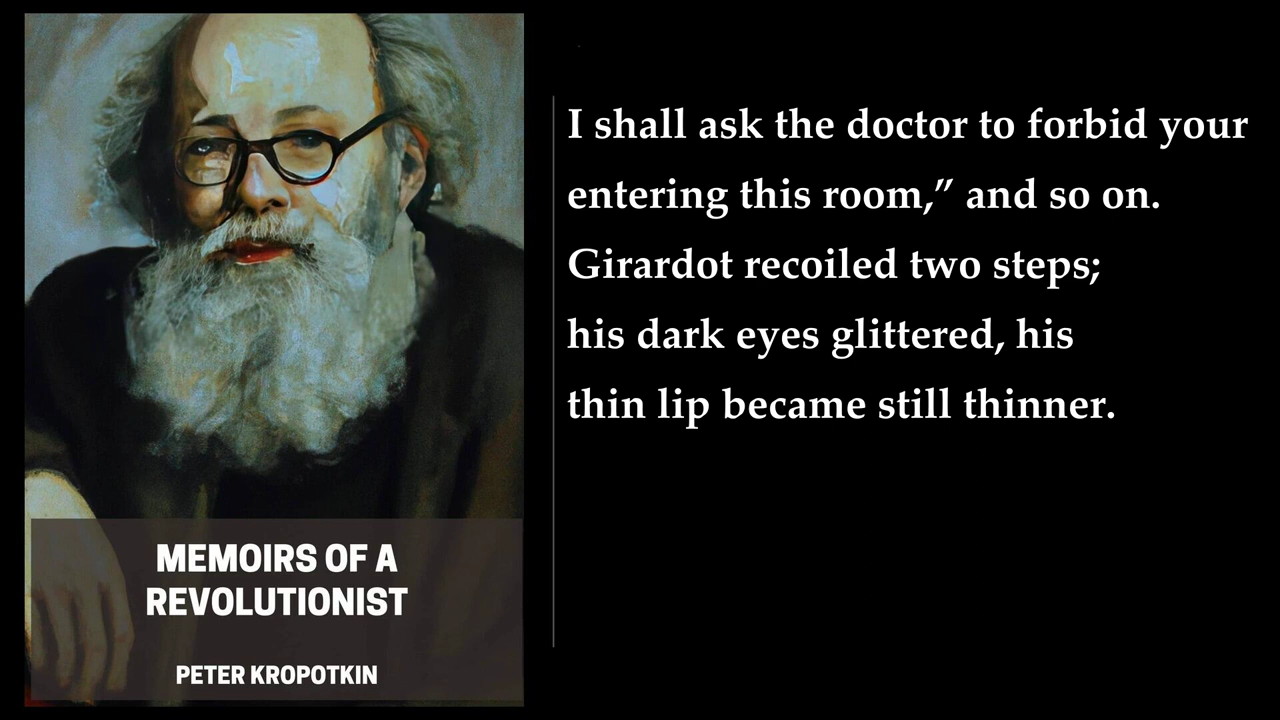 I shall ask the doctor to forbid your
entering this room,” and so on.
Girardot recoiled two steps;
his dark eyes glittered, his
thin lip became still thinner.
MEMOIRS OF A
REVOLUTIONIST
PETER KROPOTKIN